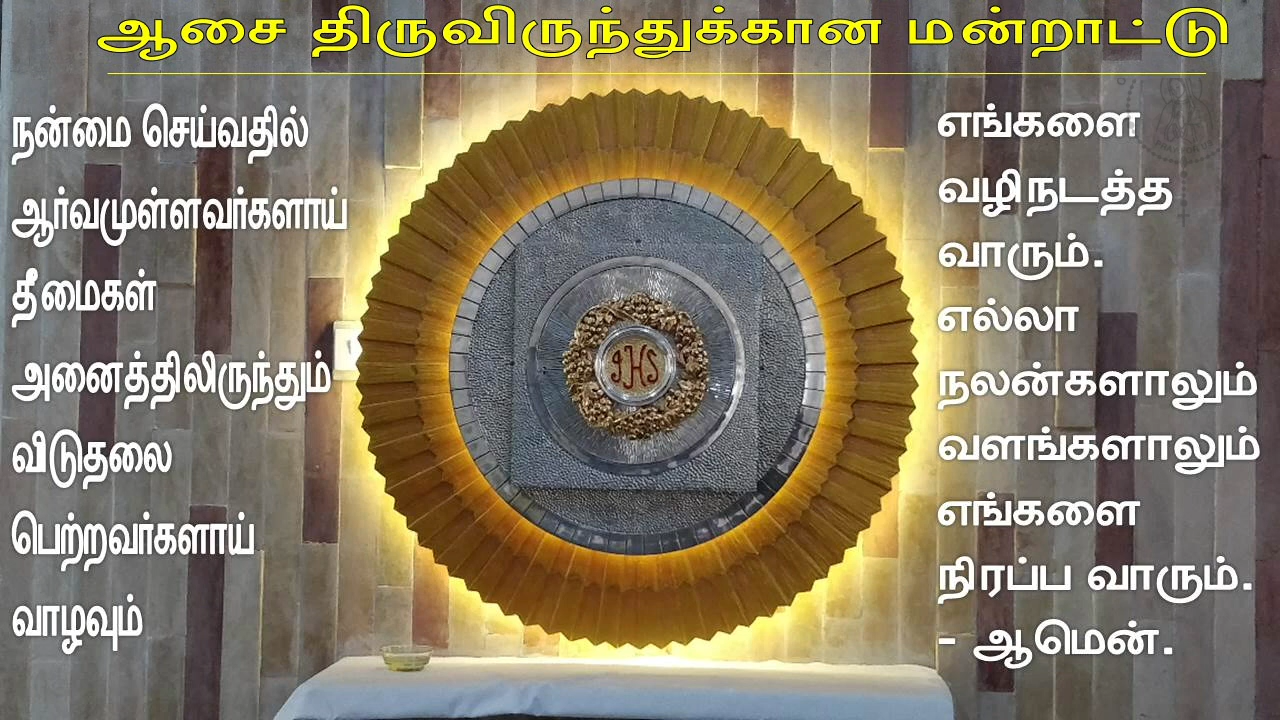 ஆசை திருவிருந்துக்கான மன்றாட்டு
நன்மை செய்வதில்
ஆர்வமுள்ளவர்களாய்
தீமைகள்
அனைத்திலிருந்தும்
விடுதலை
பெற்றவர்களாய்
வாழவும்
IHS
எங்களை
வழிநடத்த
வாரும்.
எல்லா
நலன்களாலும்
வளங்களாலும்
எங்களை
நிரப்ப வாரும்.
- ஆமென்.